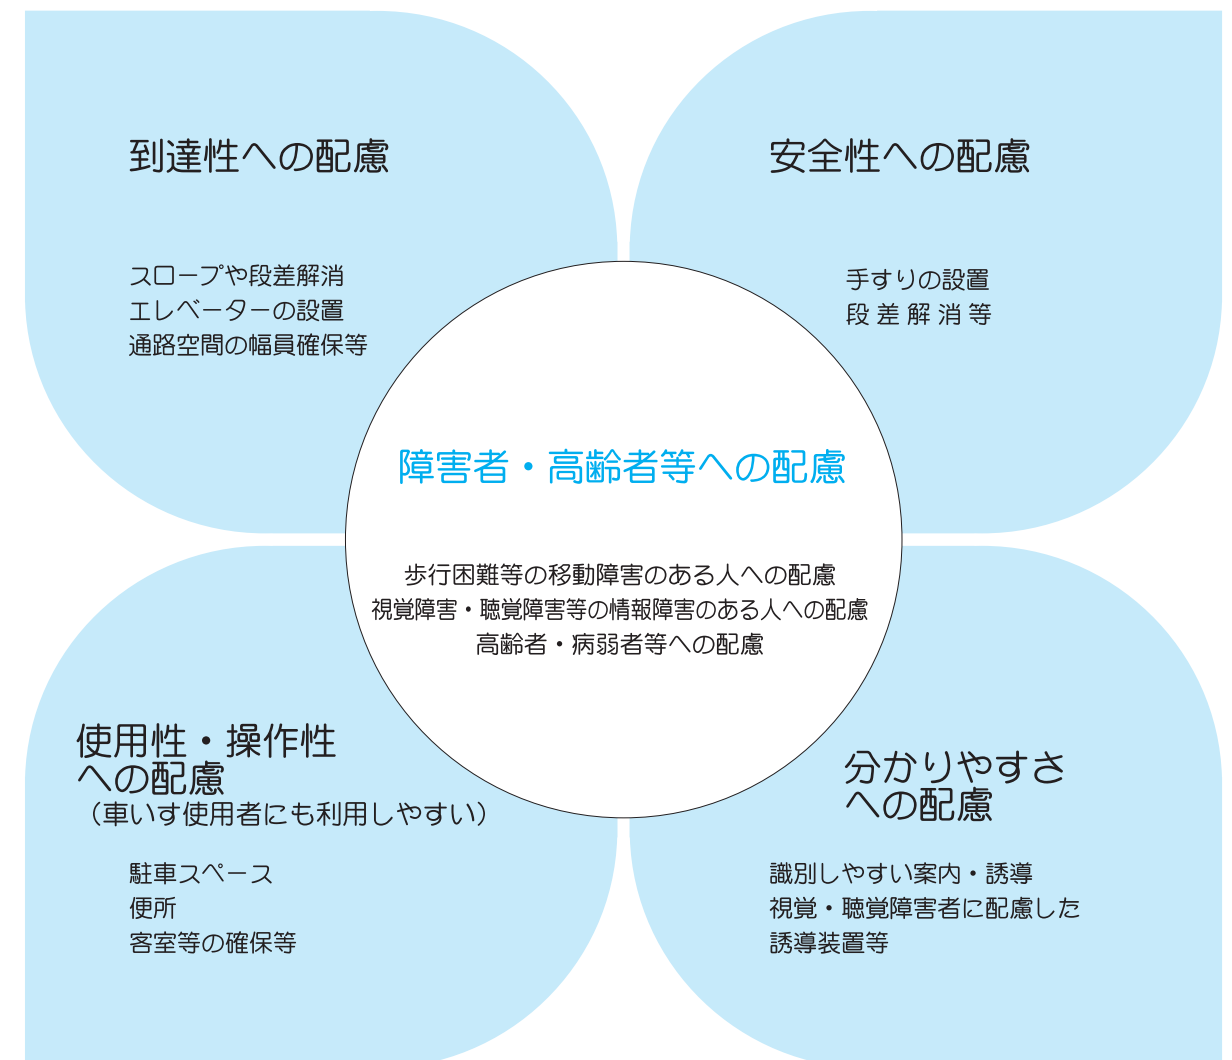 到達性への配慮
スロープや段差解消
エレベーターの設置
通路空間の幅員確保等
安全性への配慮
手すりの設置
段差解消等
障害者・高齢者等への配慮
歩行困難等の移動障害のある人への配慮
視覚障害・聴覚障害等の情報障害のある人への配慮
高齢者・病弱者等への配慮
使用性・操作性
への配慮
（車いす使用者にも利用しやすい）
駐車スペース
便所
客室等の確保等
分かりやすさ
への配慮
識別しやすい案内・誘導
視覚・聴覚障害者に配慮した
誘導装置等